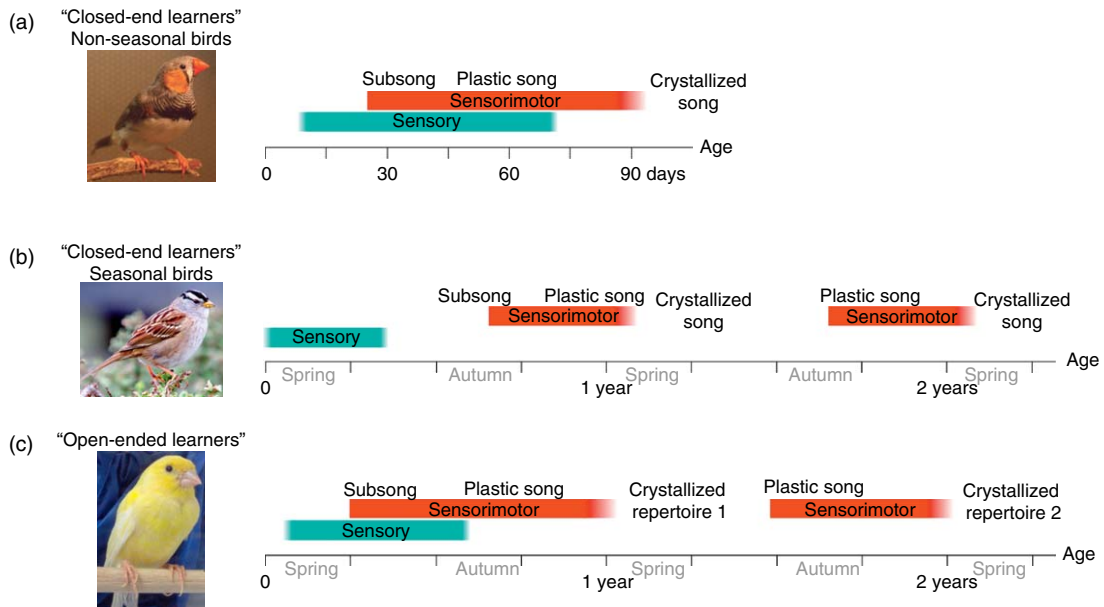 (a)
“Closed-end learners”
Non-seasonal birds
Subsong Plastic song
Crystallized
song
Sensorimotor
Sensory
Age
0 30 60 90 days
(b)
“Closed-end learners”
Seasonal birds
Subsong Plastic song Crystallized
song
Plastic song Crystallized
song
Sensorimotor Sensorimotor
Sensory
Age
Spring Autumn Spring Autumn Spring
0 1 year 2 years
(c)
“Open-ended learners”
Subsong Plastic song Crystallized
repertoire 1
Plastic song Crystallized
repertoire 2
Sensorimotor Sensorimotor
Sensory
Age
Spring Autumn Spring Autumn Spring
0 1 year 2 years